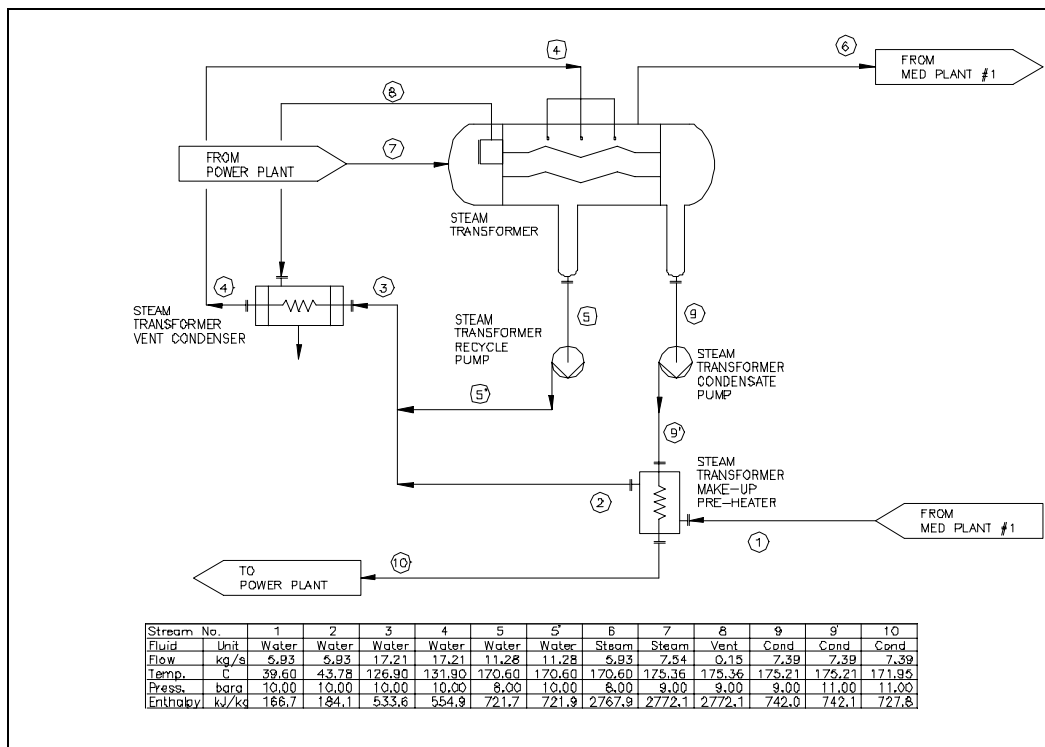 4
6
FROM
MED PLANT #1
8
FROM
POWER PLANT
7
STEAM
TRANSFORMER
4
3
STEAM
TRANSFORMER
VENT CONDENSER
5
9
STEAM
TRANSFORMER
RECYCLE
PUMP
STEAM
TRANSFORMER
CONDENSATE
PUMP
5'
9'
STEAM
TRANSFORMER
MAKE-UP
PRE-HEATER
2
1
FROM
MED PLANT #1
10
TO
POWER PLANT
Stream No. 1 2 3 4 5 5' 6 7 8 9 9' 10
Fluid Unit Water Water Water Water Water Water Steam Steam Vent Cond Cond Cond
Flow kg/s 5.93 5.93 17.21 17.21 11.28 11.28 5.93 7.54 0.15 7.39 7.39 7.39
Temp. C 39.60 43.78 126.90 131.90 170.60 170.60 170.60 175.36 175.36 175.21 175.21 171.95
Press. bara 10.00 10.00 10.00 10.00 8.00 10.00 8.00 9.00 9.00 9.00 11.00 11.00
Enthalpy kJ/kg 166.7 184.1 533.6 554.9 721.7 721.9 2767.9 2772.1 2772.1 742.0 742.1 727.8